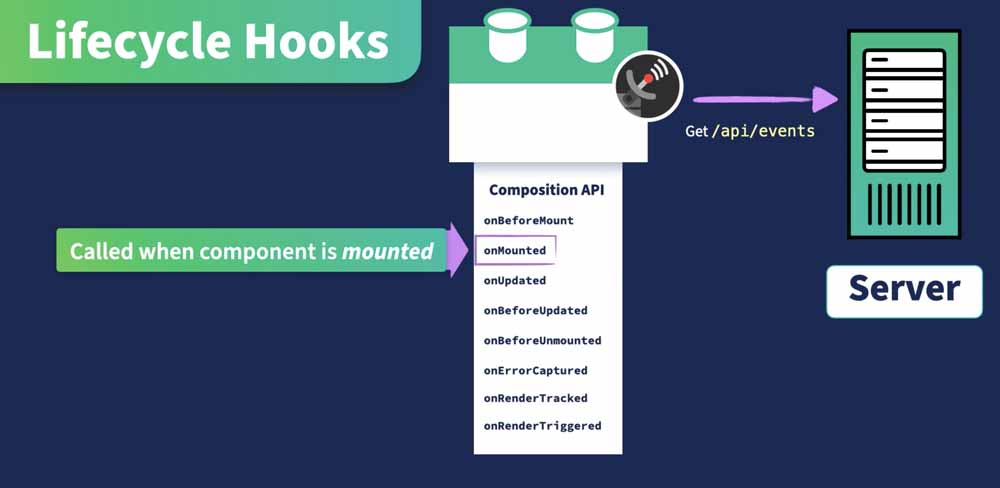 Lifecycle Hooks
Get /api/events
Composition API
onBeforeMount
Called when component is mounted
onMounted
onUpdated
onBeforeUpdated
onBeforeUnmounted
onErrorCaptured
onRenderTracked
onRenderTriggered
Server